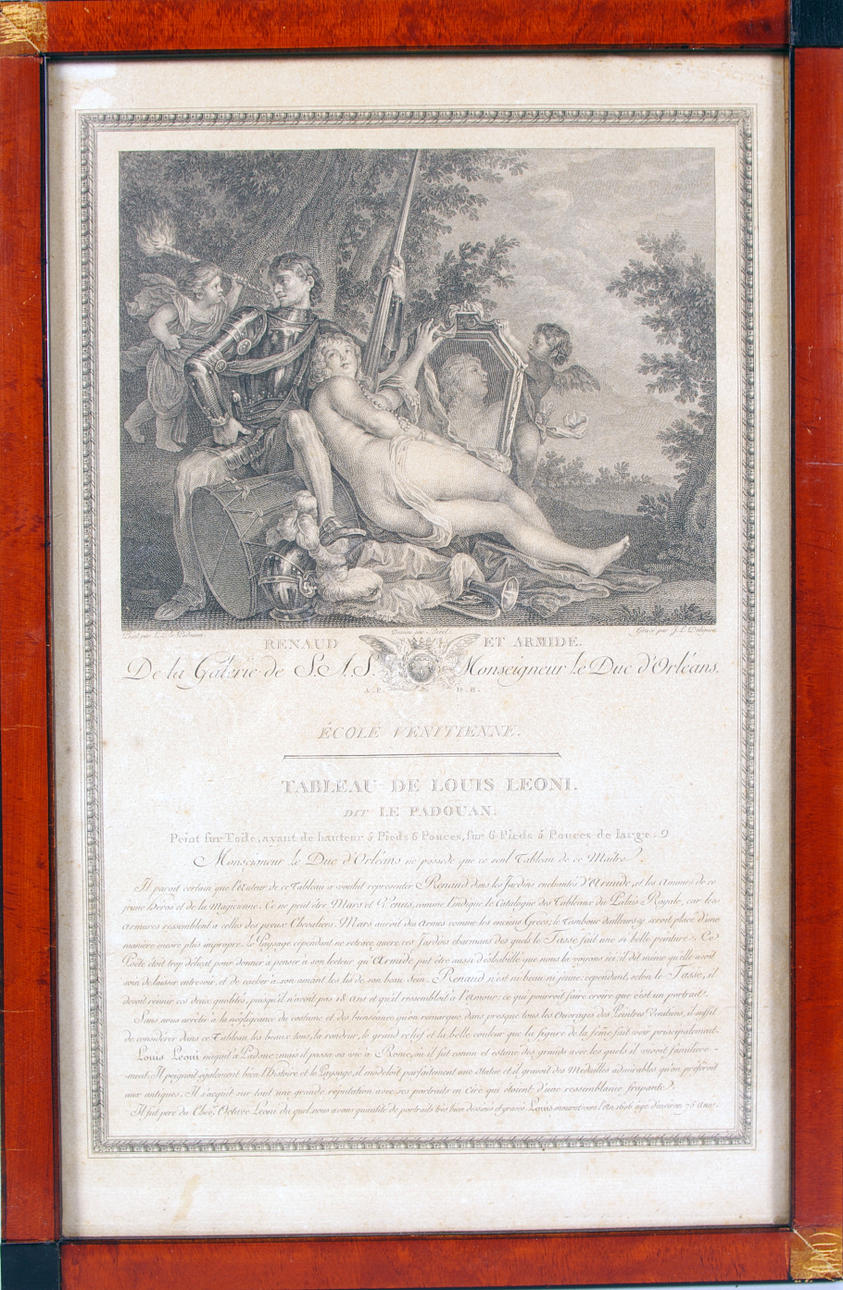 Peint par L. L. le Padouan.
Dessiné par Borel.
Gravé par J. L. Delignon
RENAUD ET ARMIDE.
De la Galerie de S. A. S. Monseigneur le Duc d'Orléans.
A. P. D. R.
ÉCOLE VENITIENNE.
TABLEAU DE LOUIS LEONI.
DIT LE PADOUAN.
Peint sur Toile, ayant de hauteur 5 Pieds 6 Pouces, sur 6 Pieds 5 Pouces de large. 9
Monseigneur le Duc d'Orléans ne possede que ce seul Tableau de ce Maître.
Il paroit certain que l'Auteur de ce Tableau a voulu representer Renaud dans les Jardins enchantés d'Armide, et les Amours de ce
jeune Héros et de la Magicienne. Ce ne peut être Mars et Venus, comme l'indique le Catalogue des Tableaux du Palais Royale, car les
Armures ressemblent a celles des preux Chevaliers. Mars auroit des Armes comme les anciens Grecs; le Tambour d'ailleurs y seroit placé d'une
manière encore plus impropre. Le Paysage cependant ne retrace guere, ces Jardins charmans des quels le Tasse fait une si belle peinture. Ce
Poëte étoit trop délicat pour donner à penser à son lecteur qu'Armide put être aussi deshabillé que nous la voyons ici; il dit même qu'elle avoit
soin de laisser entrevoir, et de cacher à son amant les lis de son beau Sein. Renaud n'est ni beau ni jeune: cependant, selon le Tasse, il
devoit réunir ces deux qualités, puisqu'il n'avoit pas 18 ans et qu'il ressembloit à l'Amour: ce qui pourroit faire croire que c'est un portrait.
Sans nous arrêter à la négligence du costume et des bienséances qu'on remarque dans presque tous les Ouvrages des Peintres Venitiens, il suffit
de considérer dans ce Tableau les beaux tons, la rondeur, le grand relief et la belle couleur que la figure de la feme fait voir principalement.
Louis Leoni naquit à Padoue: mais il passa sa vie à Rome, où il fut connu et estimé des grands avec les quels il vivoit familiere-
-ment. Il peignoit également bien l'Histoire et le Paysage, il modeloit parfaitement une statue et il gravoit des Medailles admirables qu'on préferoit
aux antiques. Il s'acquit sur tout une grande réputation avec ses portraits en Cire qui étoient d'une ressemblance frapante.
Il fut pere du Chev. Octave Leoni du quel nous avons quantité de portraits très bien dessinés et gravés. Louis mourut vers l'An 1606 agé d'environ 75 Ans.